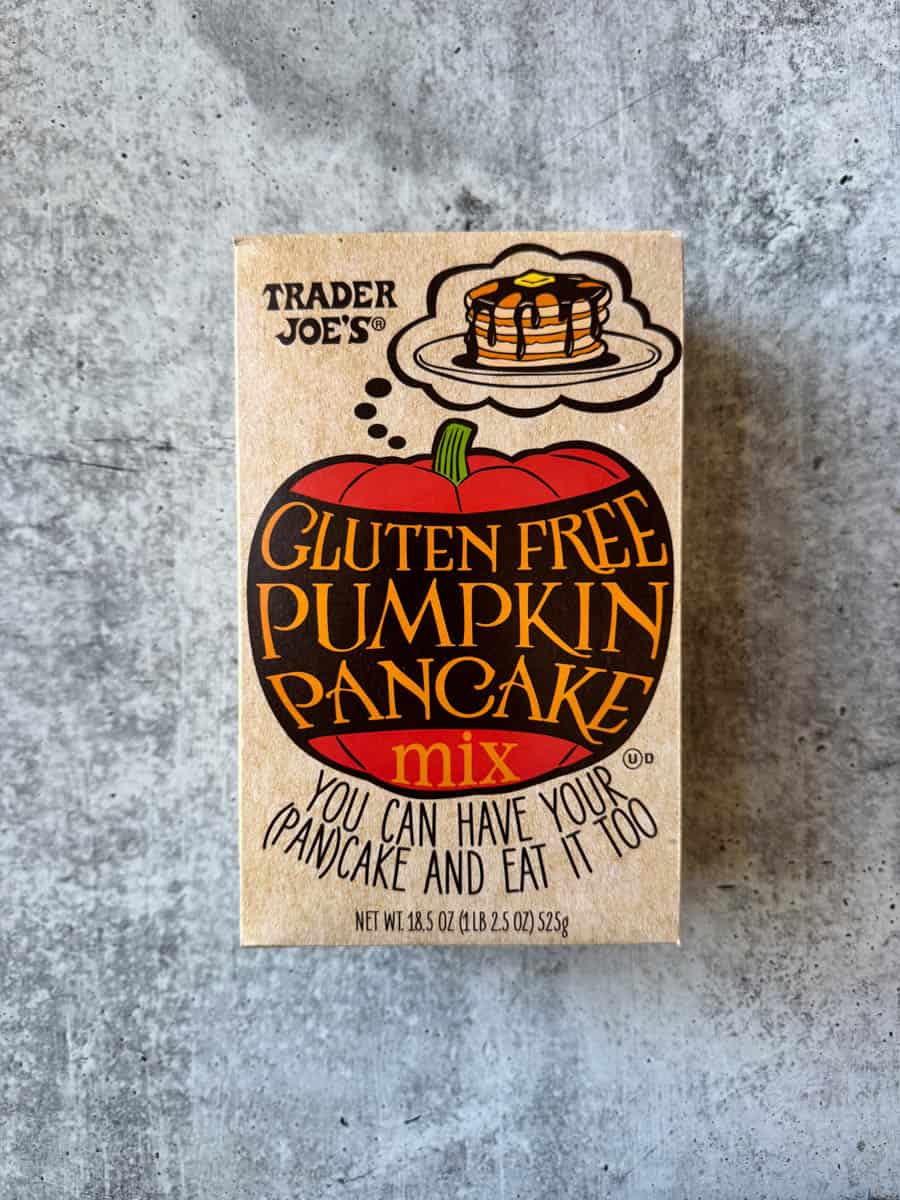 TRADER
JOE'S®
GLUTEN FREE
PUMPKIN
PANCAKE
mix
U D
YOU CAN HAVE YOUR
(PAN)CAKE AND EAT IT TOO
NET WT. 18.5 OZ (1 LB 2.5 OZ) 525g